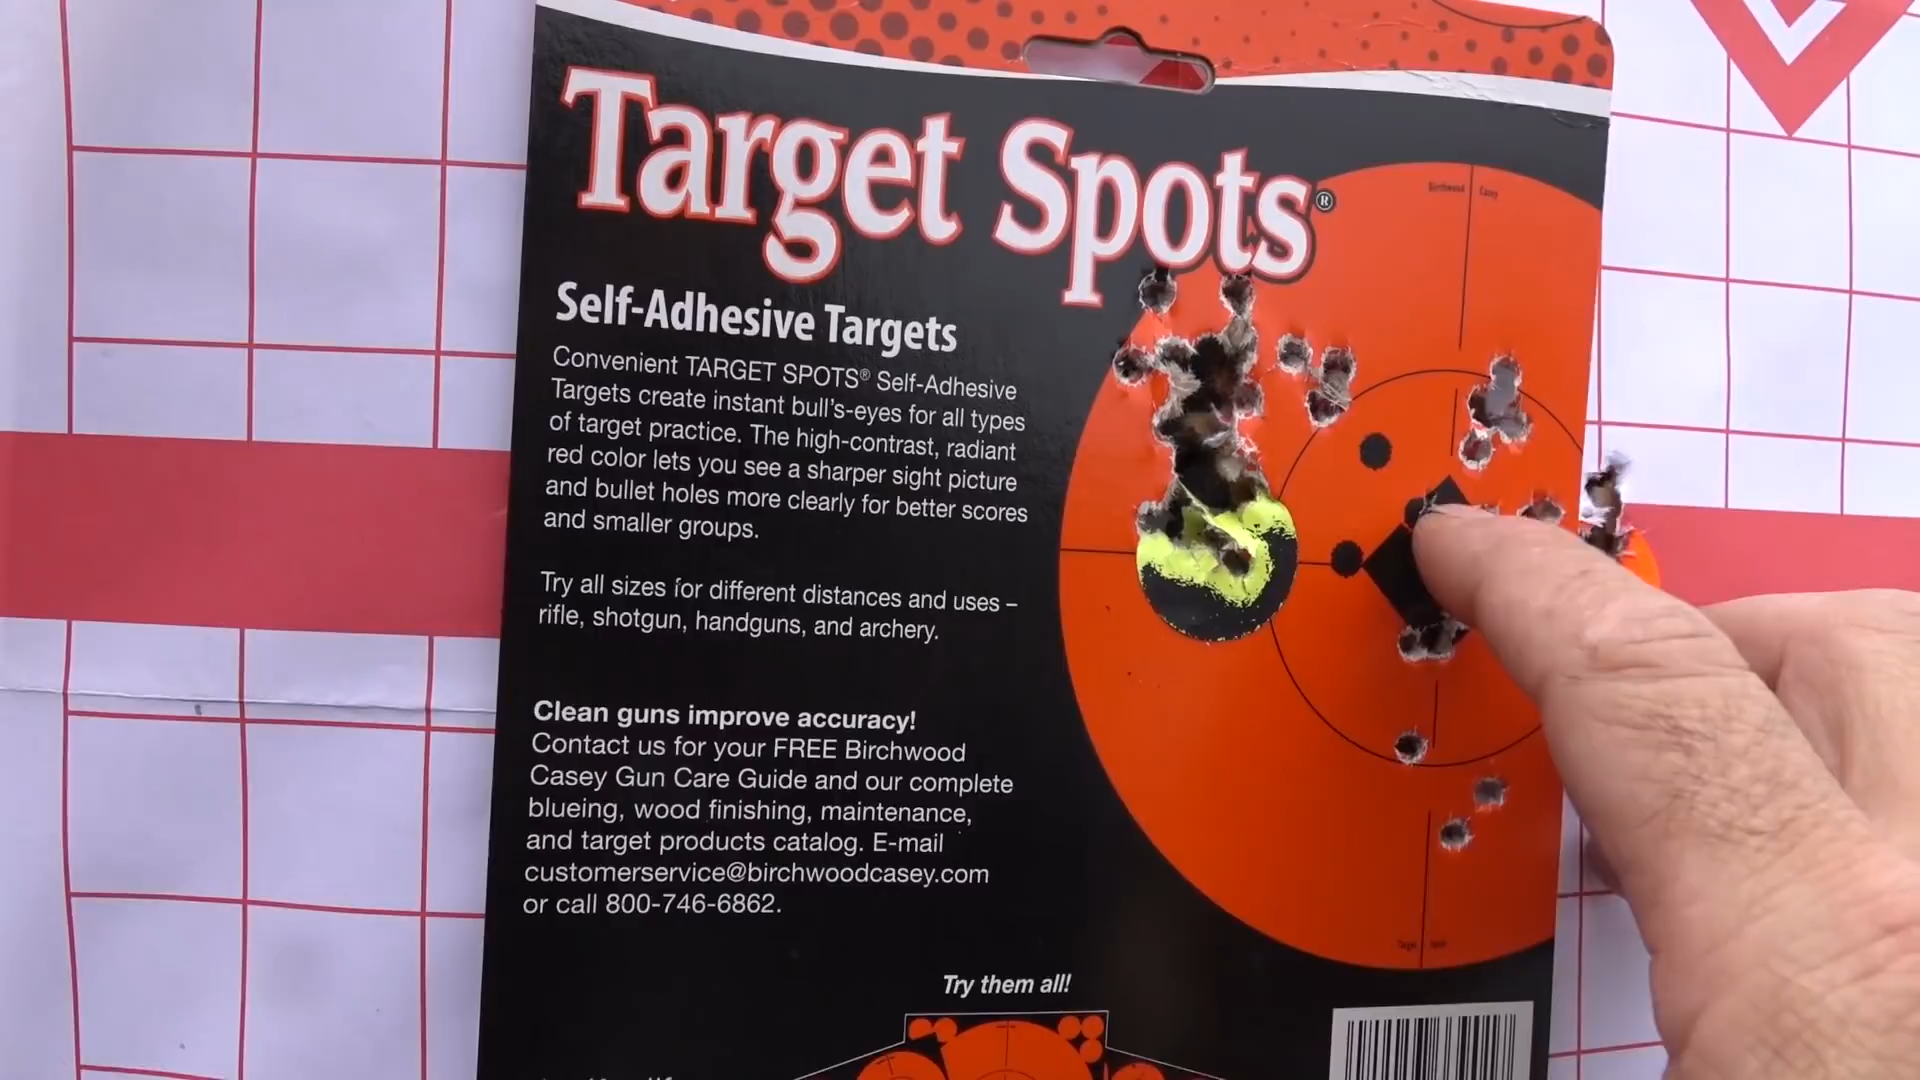 Target Spots®
Birchwood Casey
Self-Adhesive Targets
Convenient TARGET SPOTS® Self-Adhesive
Targets create instant bull's-eyes for all types
of target practice. The high-contrast, radiant
red color lets you see a sharper sight picture
and bullet holes more clearly for better scores
and smaller groups.
Try all sizes for different distances and uses –
rifle, shotgun, handguns, and archery.
Clean guns improve accuracy!
Contact us for your FREE Birchwood
Casey Gun Care Guide and our complete
blueing, wood finishing, maintenance,
and target products catalog. E-mail
customerservice@birchwoodcasey.com
or call 800-746-6862.
Target
Try them all!